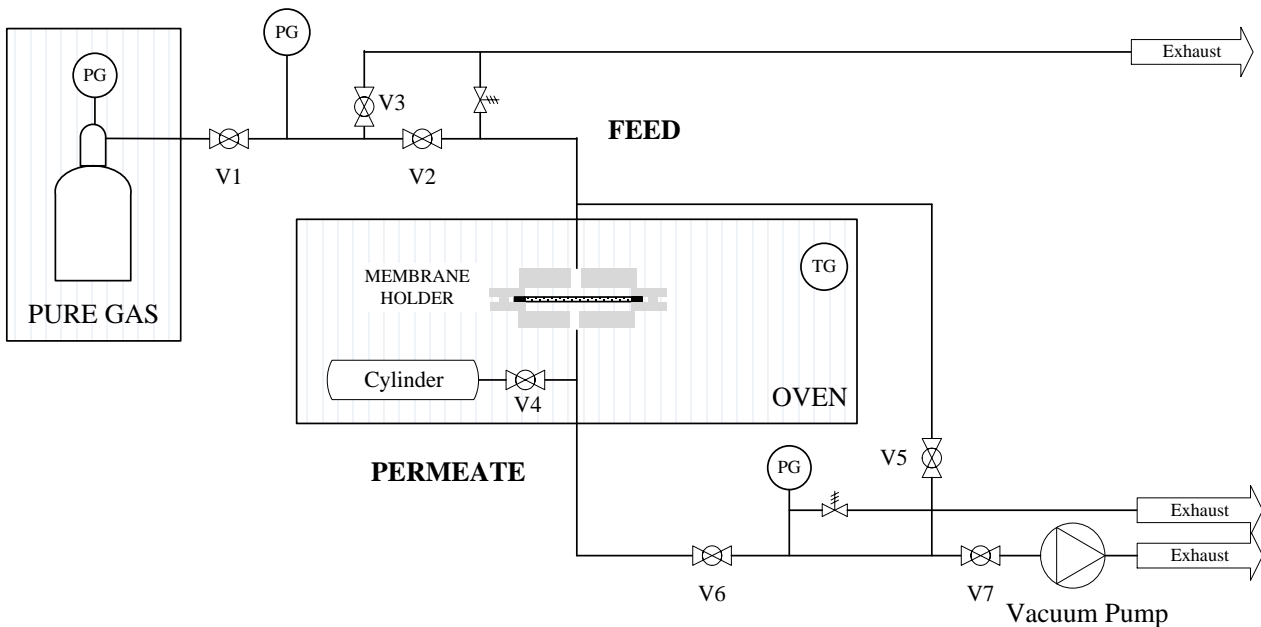 PG
Exhaust
PG
V3
FEED
V1
V2
MEMBRANE
HOLDER
TG
PURE GAS
Cylinder
V4
OVEN
PERMEATE
V5
PG
Exhaust
Exhaust
V6
V7
Vacuum Pump